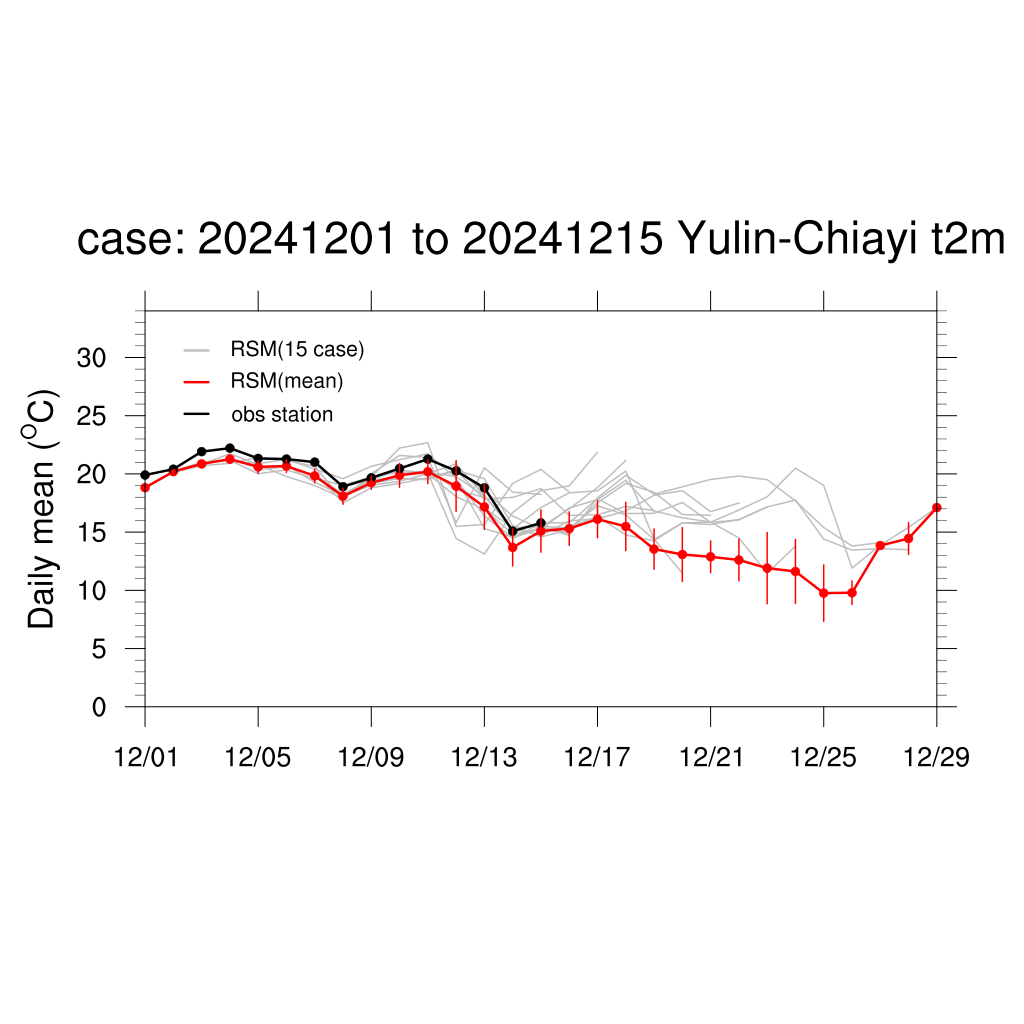 case: 20241201 to 20241215 Yulin-Chiayi t2m
RSM(15 case)
RSM(mean)
obs station
Daily mean (°C)
30
25
20
15
10
5
0
12/01 12/05 12/09 12/13 12/17 12/21 12/25 12/29